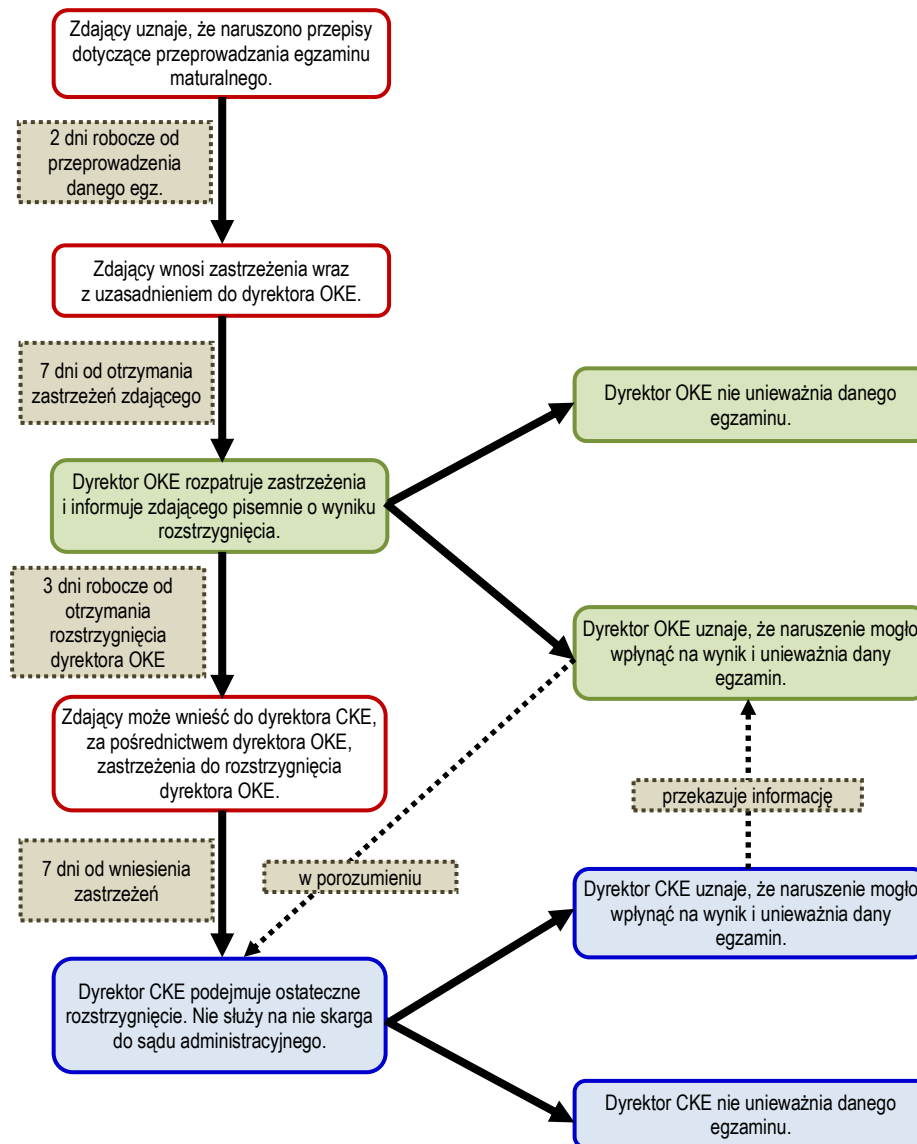 Zdający uznaje, że naruszono przepisy
dotyczące przeprowadzania egzaminu
maturalnego.
2 dni robocze od
przeprowadzenia
danego egz.
Zdający wnosi zastrzeżenia wraz
z uzasadnieniem do dyrektora OKE.
7 dni od otrzymania
zastrzeżeń zdającego
Dyrektor OKE nie unieważnia danego
egzaminu.
Dyrektor OKE rozpatruje zastrzeżenia
i informuje zdającego pisemnie o wyniku
rozstrzygnięcia.
3 dni robocze od
otrzymania
rozstrzygnięcia
dyrektora OKE
Dyrektor OKE uznaje, że naruszenie mogło
wpłynąć na wynik i unieważnia dany
egzamin.
Zdający może wnieść do dyrektora CKE,
za pośrednictwem dyrektora OKE,
zastrzeżenia do rozstrzygnięcia
dyrektora OKE.
przekazuje informację
7 dni od wniesienia
zastrzeżeń
w porozumieniu
Dyrektor CKE uznaje, że naruszenie mogło
wpłynąć na wynik i unieważnia dany
egzamin.
Dyrektor CKE podejmuje ostateczne
rozstrzygnięcie. Nie służy na nie skarga
do sądu administracyjnego.
Dyrektor CKE nie unieważnia danego
egzaminu.